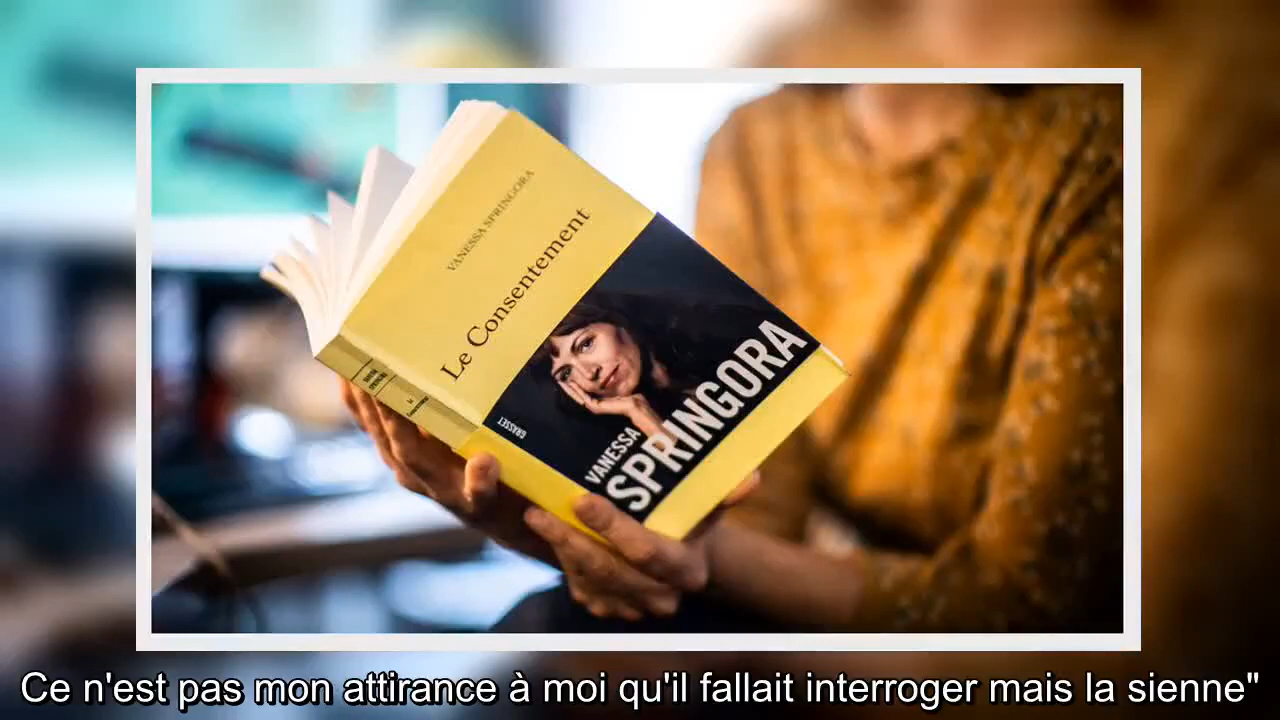 VANESSA SPRINGORA
Le Consentement
GRASSET
VANESSA
SPRINGORA
Ce n'est pas mon attirance à moi qu'il fallait interroger mais la sienne"